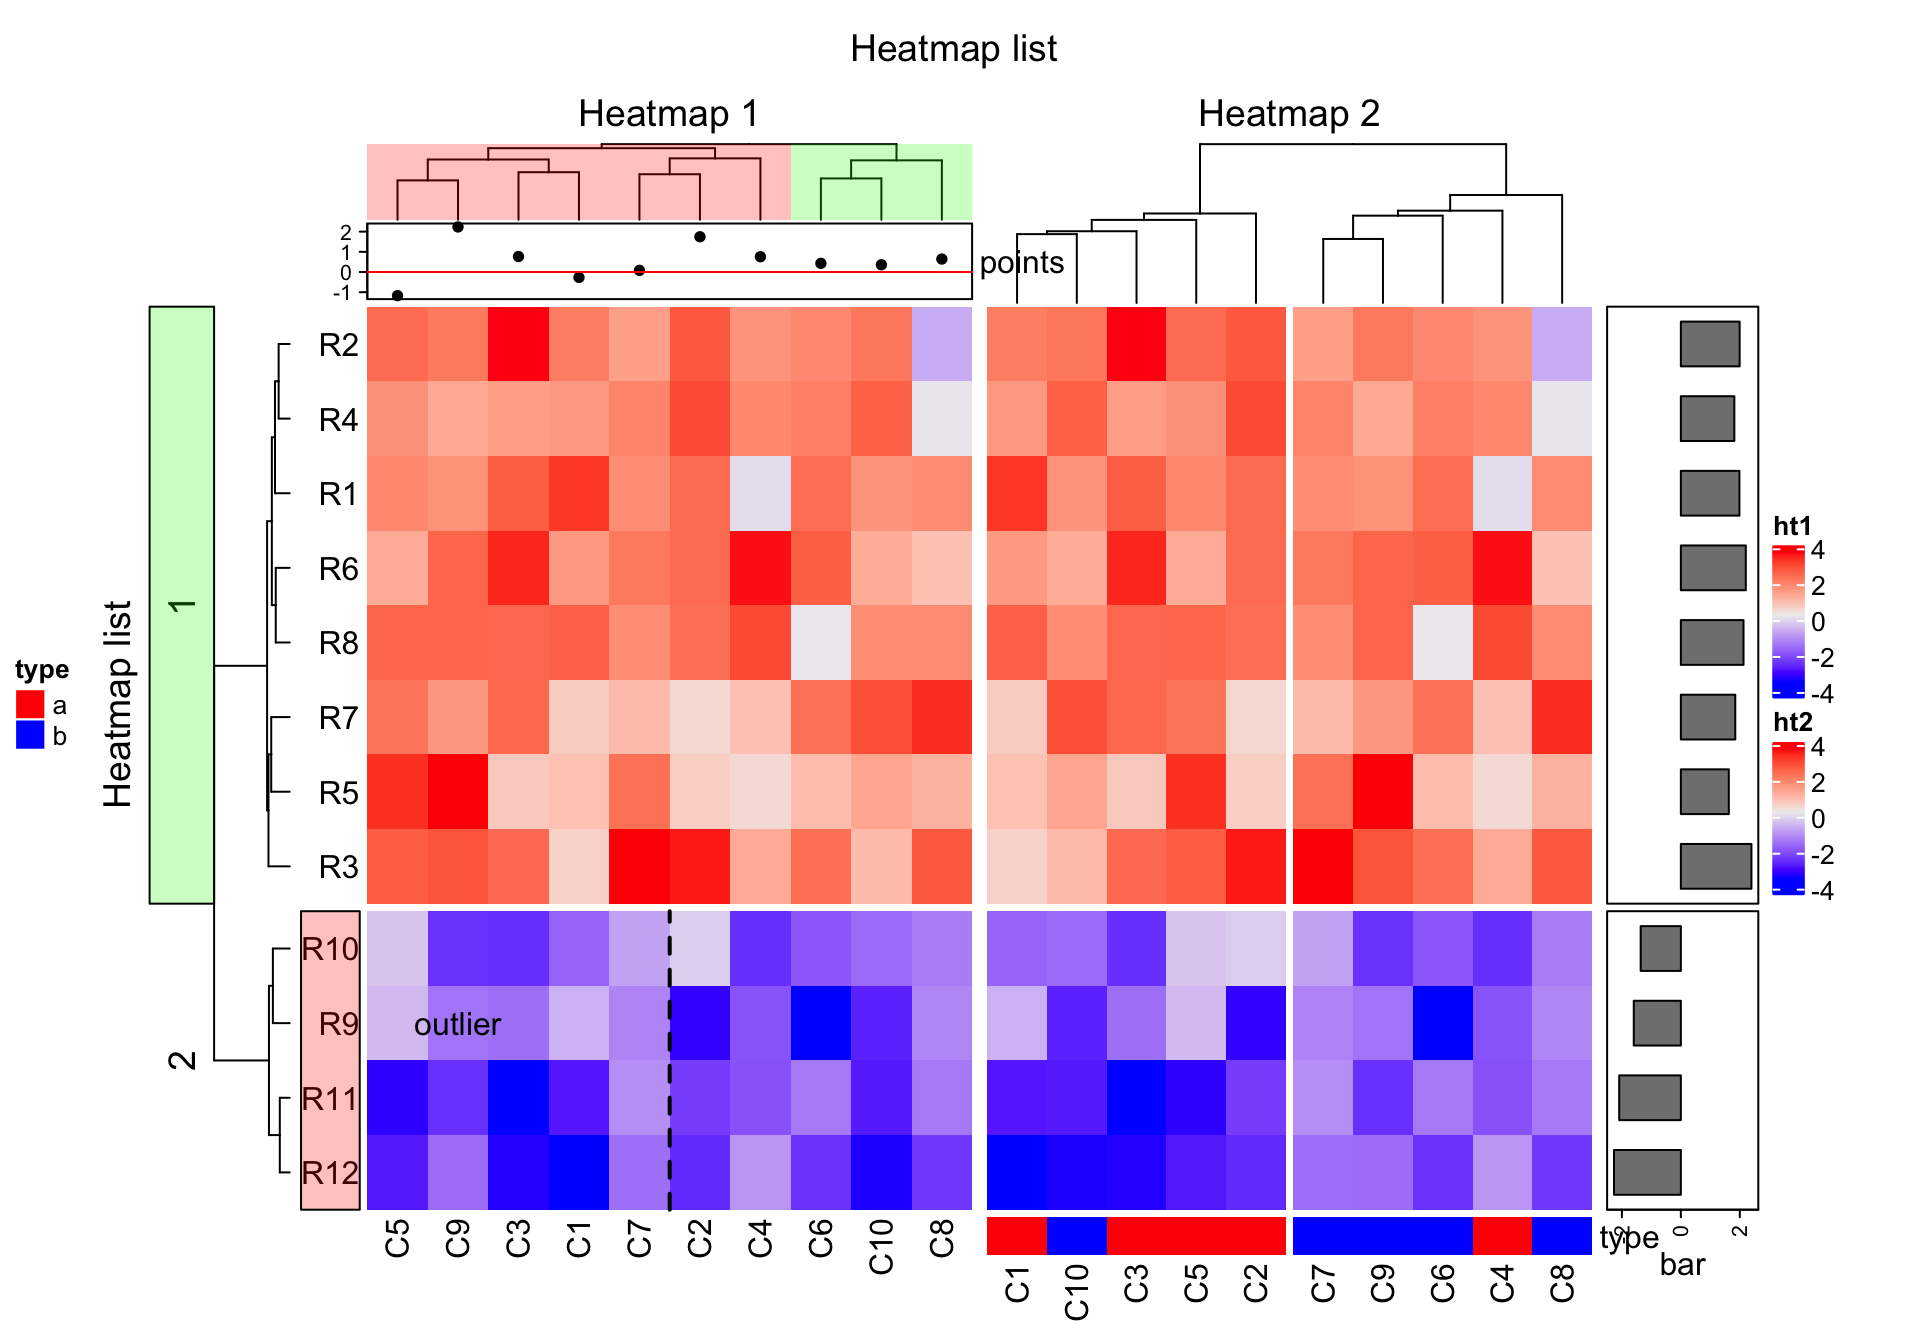 Heatmap list
Heatmap 1
Heatmap 2
2
1
0
-1
points
Heatmap list
1
2
R2
R4
R1
R6
R8
R7
R5
R3
R10
R9
R11
R12
outlier
type
a
b
ht1
4
2
0
-2
-4
ht2
4
2
0
-2
-4
C5 C9 C3 C1 C7 C2 C4 C6 C10 C8
C1 C10 C3 C5 C2 C7 C9 C6 C4 C8
type
-2 0 2
bar